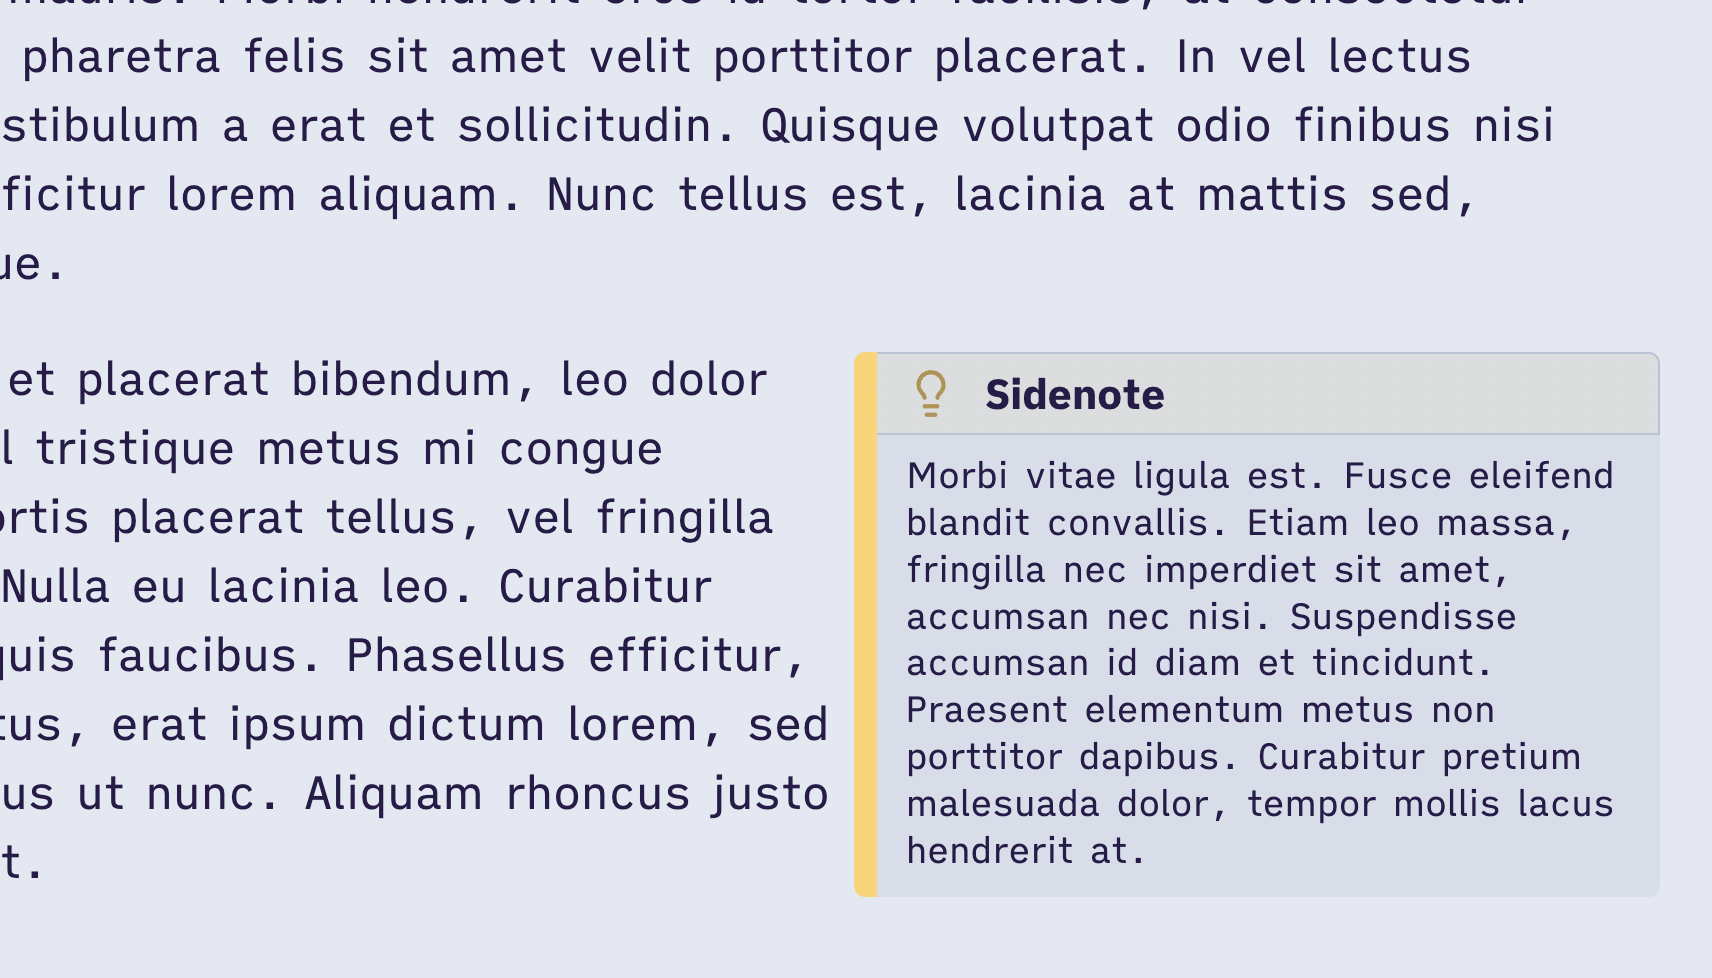 pharetra felis sit amet velit porttitor placerat. In vel lectus
stibulum a erat et sollicitudin. Quisque volutpat odio finibus nisi
ficitur lorem aliquam. Nunc tellus est, lacinia at mattis sed,
ue.
et placerat bibendum, leo dolor
l tristique metus mi congue
ortis placerat tellus, vel fringilla
Nulla eu lacinia leo. Curabitur
quis faucibus. Phasellus efficitur,
tus, erat ipsum dictum lorem, sed
us ut nunc. Aliquam rhoncus justo
t.
Sidenote
Morbi vitae ligula est. Fusce eleifend
blandit convallis. Etiam leo massa,
fringilla nec imperdiet sit amet,
accumsan nec nisi. Suspendisse
accumsan id diam et tincidunt.
Praesent elementum metus non
porttitor dapibus. Curabitur pretium
malesuada dolor, tempor mollis lacus
hendrerit at.